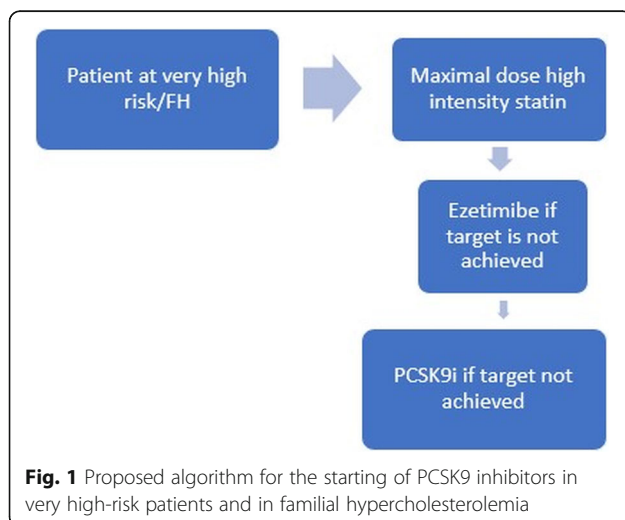 Patient at very high
risk/FH
Maximal dose high
intensity statin
Ezetimibe if
target is not
achieved
PCSK9i if target not
achieved
Fig. 1 Proposed algorithm for the starting of PCSK9 inhibitors in
very high-risk patients and in familial hypercholesterolemia